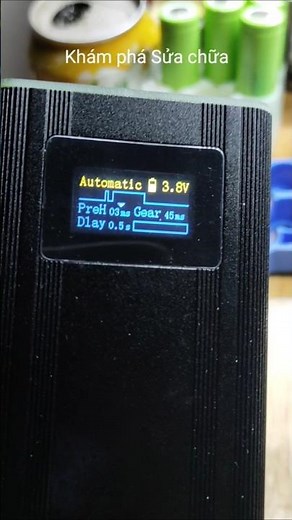 Khám phá Sửa chữa
Automatic 3.8V
PreH 03ms Gear 45ms
Dlay 0.5s